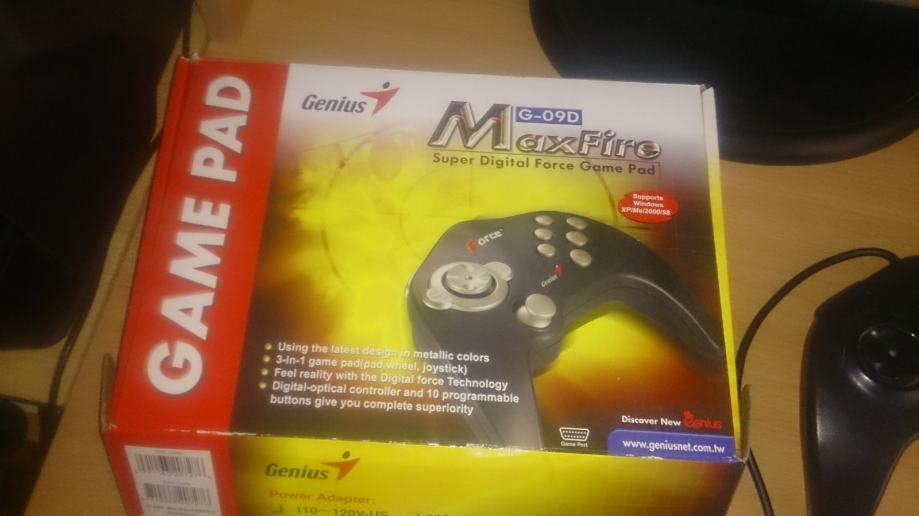 GAME PAD
Genius
G-09D
MaxFire
Super Digital Force Game Pad
Supports
Windows
XP/Me/2000/98
Force
Genius
Using the latest design in metallic colors
3-in-1 game pad(pad,wheel, joystick)
Feel reality with the Digital force Technology
Digital-optical controller and 10 programmable
buttons give you complete superiority
Game Port
Discover New Genius
www.geniusnet.com.tw
Genius
Power Adapter:
110~120V-US